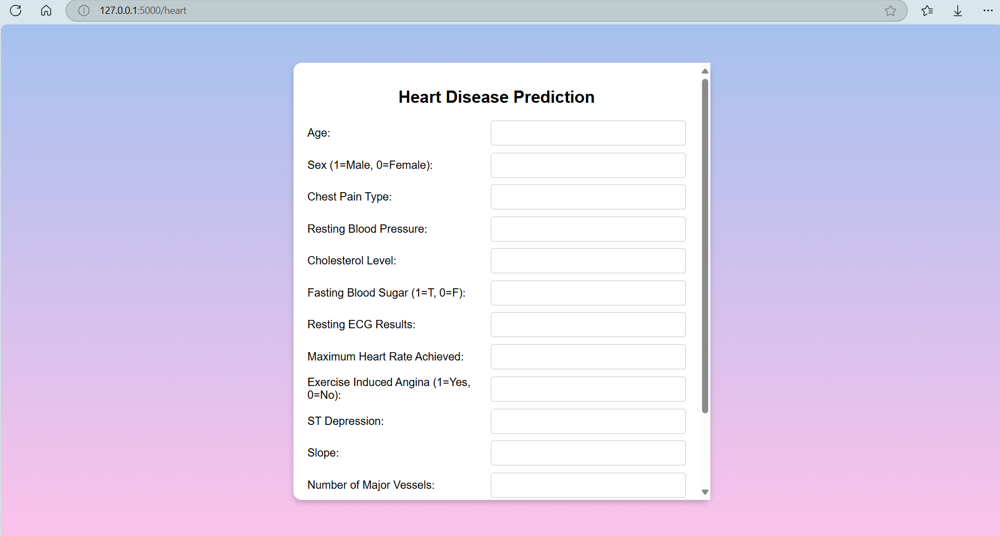 127.0.0.1:5000/heart
Heart Disease Prediction
Age:
Sex (1=Male, 0=Female):
Chest Pain Type:
Resting Blood Pressure:
Cholesterol Level:
Fasting Blood Sugar (1=T, 0=F):
Resting ECG Results:
Maximum Heart Rate Achieved:
Exercise Induced Angina (1=Yes,
0=No):
ST Depression:
Slope:
Number of Major Vessels: